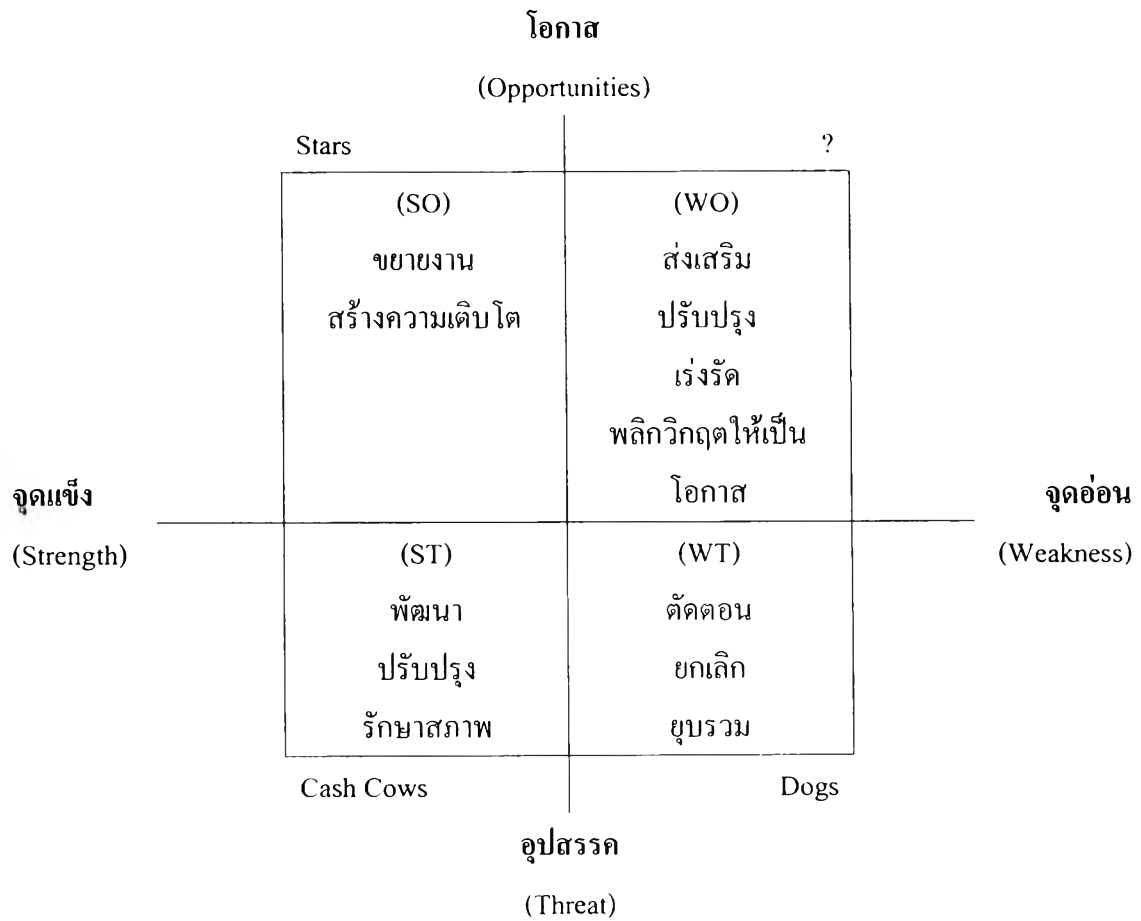 โอกาส
(Opportunities)
Stars
?
(SO)
ขยายงาน
สร้างความเติบโต
(WO)
ส่งเสริม
ปรับปรุง
เร่งรัด
พลิกวิกฤตให้เป็น
โอกาส
จุดแข็ง
(Strength)
จุดอ่อน
(Weakness)
(ST)
พัฒนา
ปรับปรุง
รักษาสภาพ
(WT)
ตัดตอน
ยกเลิก
ยุบรวม
Cash Cows
Dogs
อุปสรรค
(Threat)